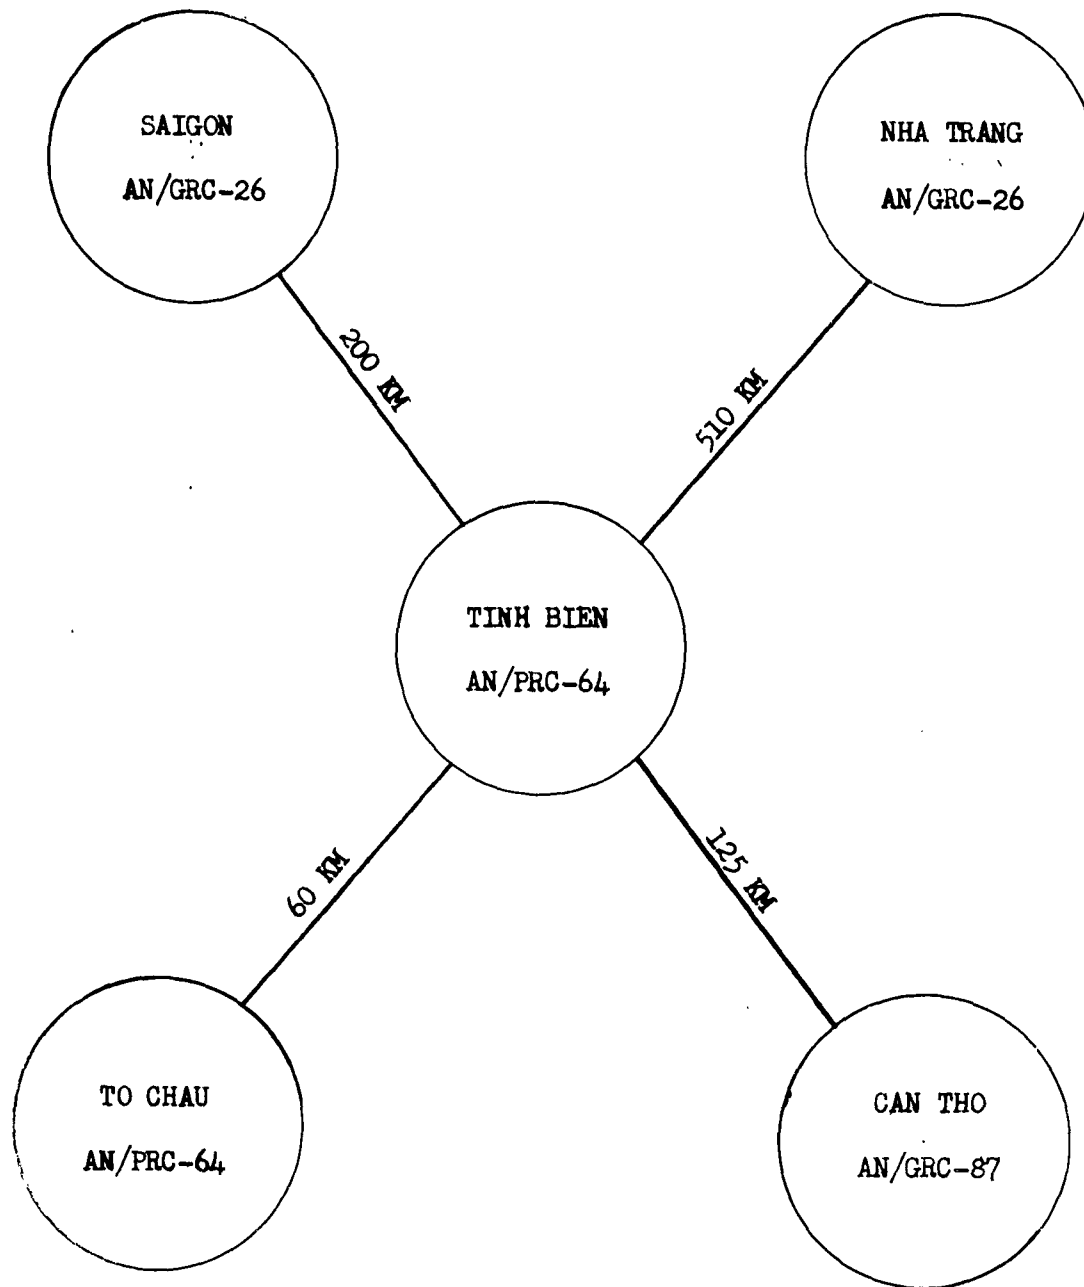 SAIGON
AN/GRC-26
NHA TRANG
AN/GRC-26
200 KM
510 KM
TINH BIEN
AN/PRC-64
60 KM
125 KM
TO CHAU
AN/PRC-64
CAN THO
AN/GRC-87